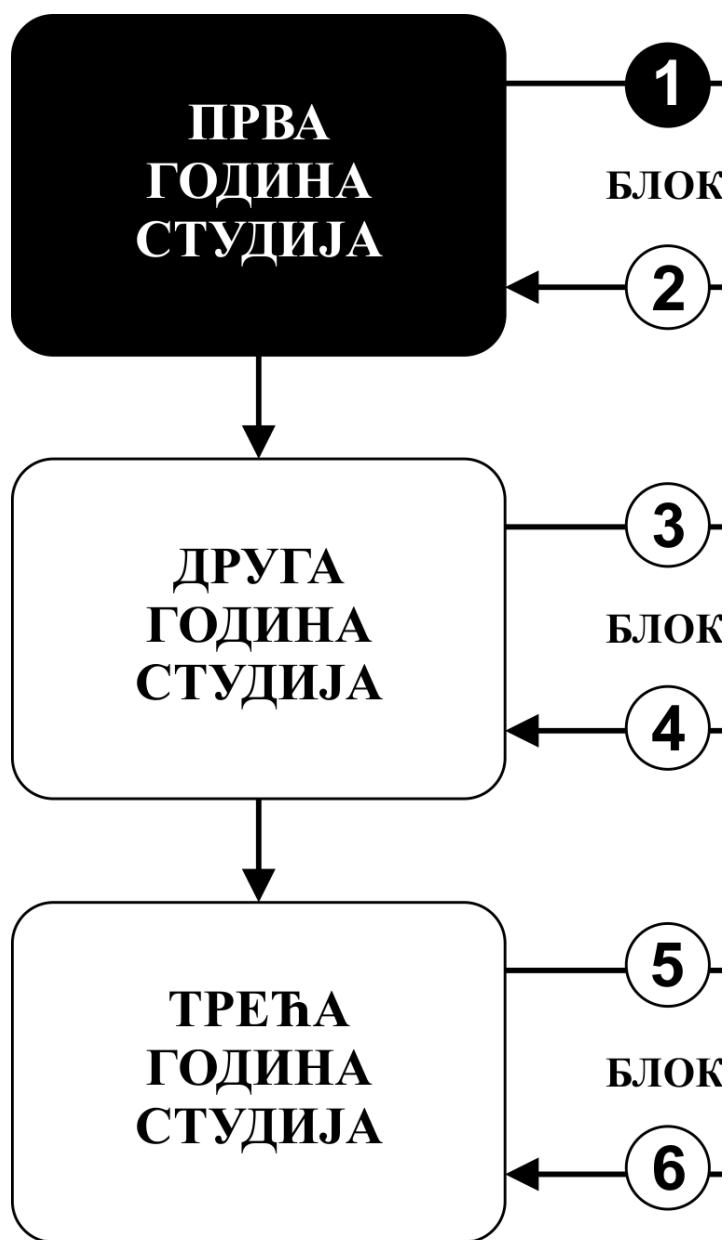 ПРВА
ГОДИНА
СТУДИЈА
1
БЛОК
2
ДРУГА
ГОДИНА
СТУДИЈА
3
БЛОК
4
ТРЕЋА
ГОДИНА
СТУДИЈА
5
БЛОК
6